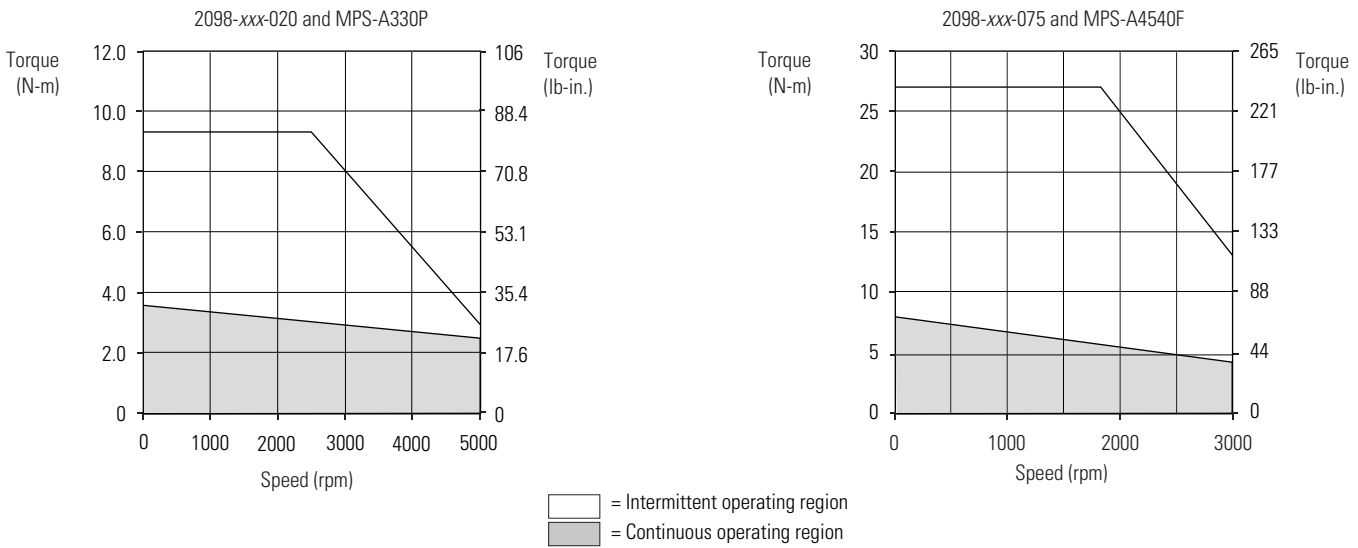 2098-xxx-020 and MPS-A330P
Torque
(N-m)
12.0
10.0
8.0
6.0
4.0
2.0
0
106
88.4
70.8
53.1
35.4
17.6
0
Torque
(lb-in.)
0 1000 2000 3000 4000 5000
Speed (rpm)
2098-xxx-075 and MPS-A4540F
Torque
(N-m)
30
25
20
15
10
5
0
265
221
177
133
88
44
0
Torque
(lb-in.)
0 1000 2000 3000
Speed (rpm)
= Intermittent operating region
= Continuous operating region